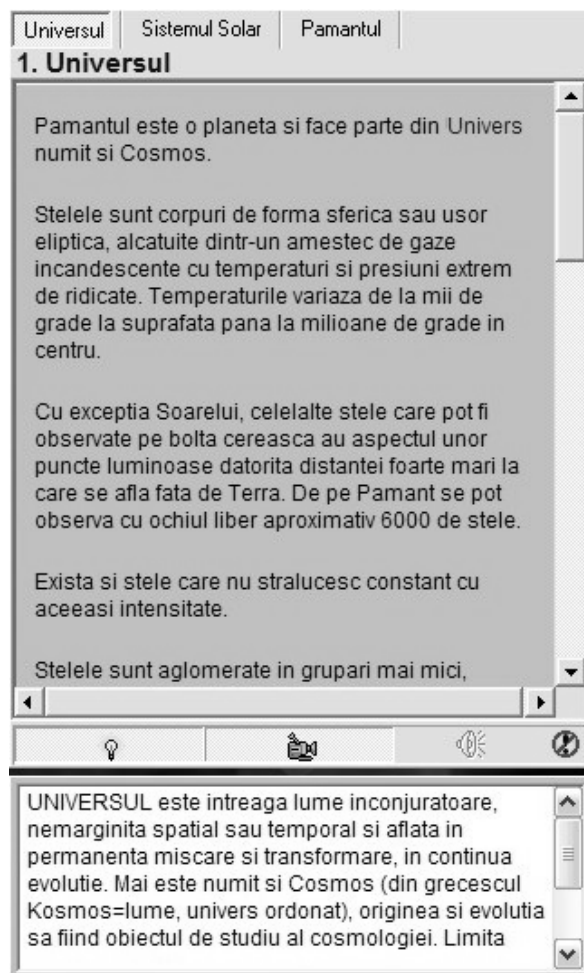 Universul Sistemul Solar Pamantul
1. Universul
Pamantul este o planeta si face parte din Univers
numit si Cosmos.
Stelele sunt corpuri de forma sferica sau usor
eliptica, alcatuite dintr-un amestec de gaze
incandescente cu temperaturi si presiuni extrem
de ridicate. Temperaturile variaza de la mii de
grade la suprafata pana la milioane de grade in
centru.
Cu exceptia Soarelui, celelalte stele care pot fi
observate pe bolta cereasca au aspectul unor
puncte luminoase datorita distantei foarte mari la
care se afla fata de Terra. De pe Pamant se pot
observa cu ochiul liber aproximativ 6000 de stele.
Exista si stele care nu stralucesc constant cu
aceeasi intensitate.
Stelele sunt aglomerate in grupari mai mici,
UNIVERSUL este intreaga lume inconjuratoare,
nemarginita spatial sau temporal si aflata in
permanenta miscare si transformare, in continua
evolutie. Mai este numit si Cosmos (din grecescul
Kosmos=lume, univers ordonat), originea si evolutia
sa fiind obiectul de studiu al cosmologiei. Limita